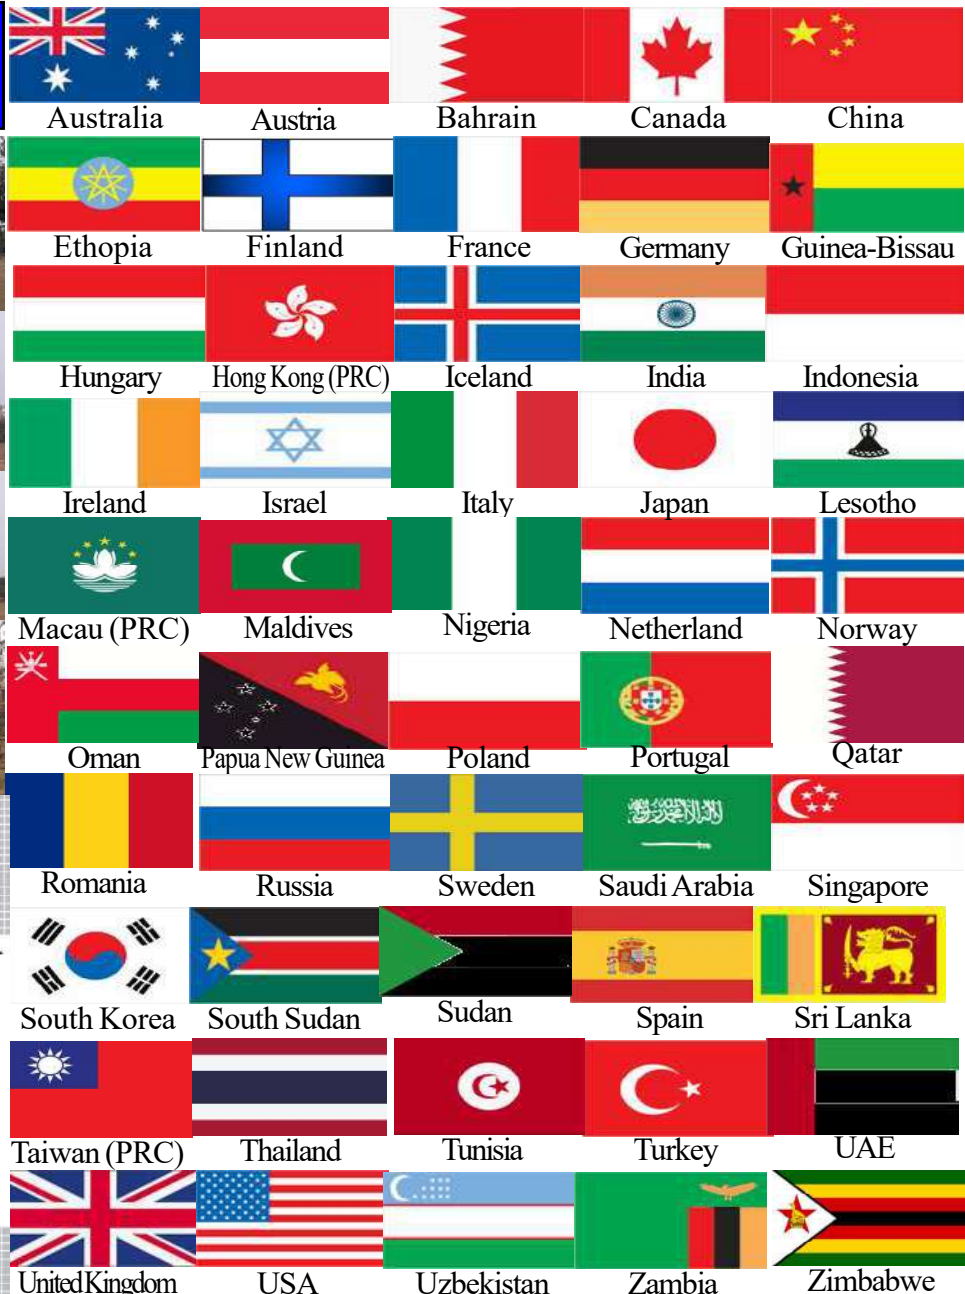 Australia Austria Bahrain Canada China
Ethopia Finland France Germany Guinea-Bissau
Hungary Hong Kong (PRC) Iceland India Indonesia
Ireland Israel Italy Japan Lesotho
Macau (PRC) Maldives Nigeria Netherland Norway
Oman Papua New Guinea Poland Portugal Qatar
Romania Russia Sweden Saudi Arabia Singapore
South Korea South Sudan Sudan Spain Sri Lanka
Taiwan (PRC) Thailand Tunisia Turkey UAE
United Kingdom USA Uzbekistan Zambia Zimbabwe